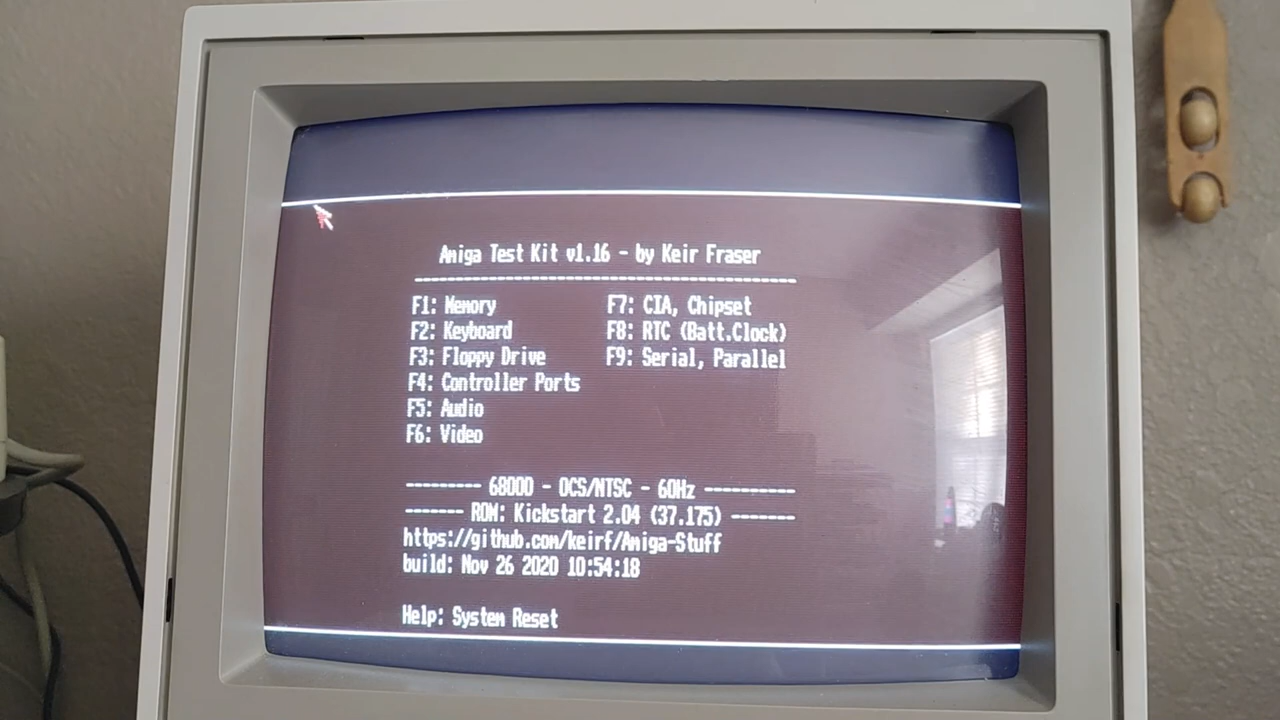 Amiga Test Kit v1.16 - by Keir Fraser
------------------------------------------
F1: Memory F7: CIA, Chipset
F2: Keyboard F8: RTC (Batt.Clock)
F3: Floppy Drive F9: Serial, Parallel
F4: Controller Ports
F5: Audio
F6: Video
--------- 68000 - OCS/NTSC - 60Hz -----------
------- ROM: Kickstart 2.04 (37.175) --------
https://github.com/keirf/Amiga-Stuff
build: Nov 26 2020 10:54:18
Help: System Reset